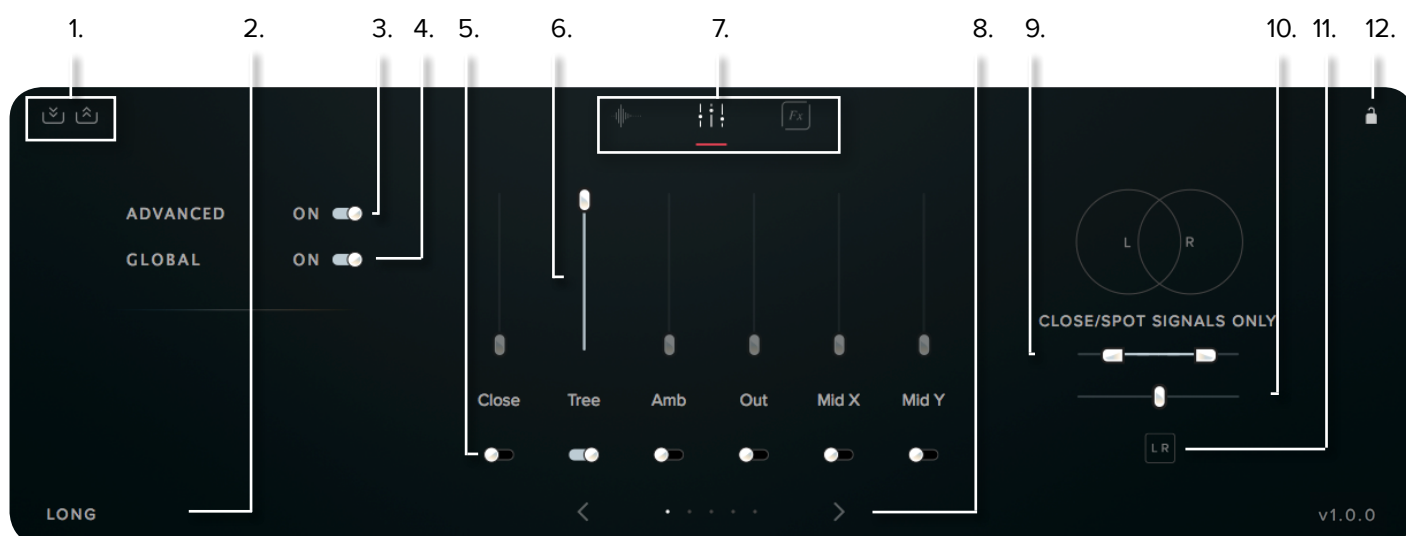 1. 2. 3. 4. 5. 6. 7. 8. 9. 10. 11. 12.
Fx
ADVANCED ON
GLOBAL ON
L R
CLOSE/SPOT SIGNALS ONLY
Close Tree Amb Out Mid X Mid Y
L R
LONG
v1.0.0